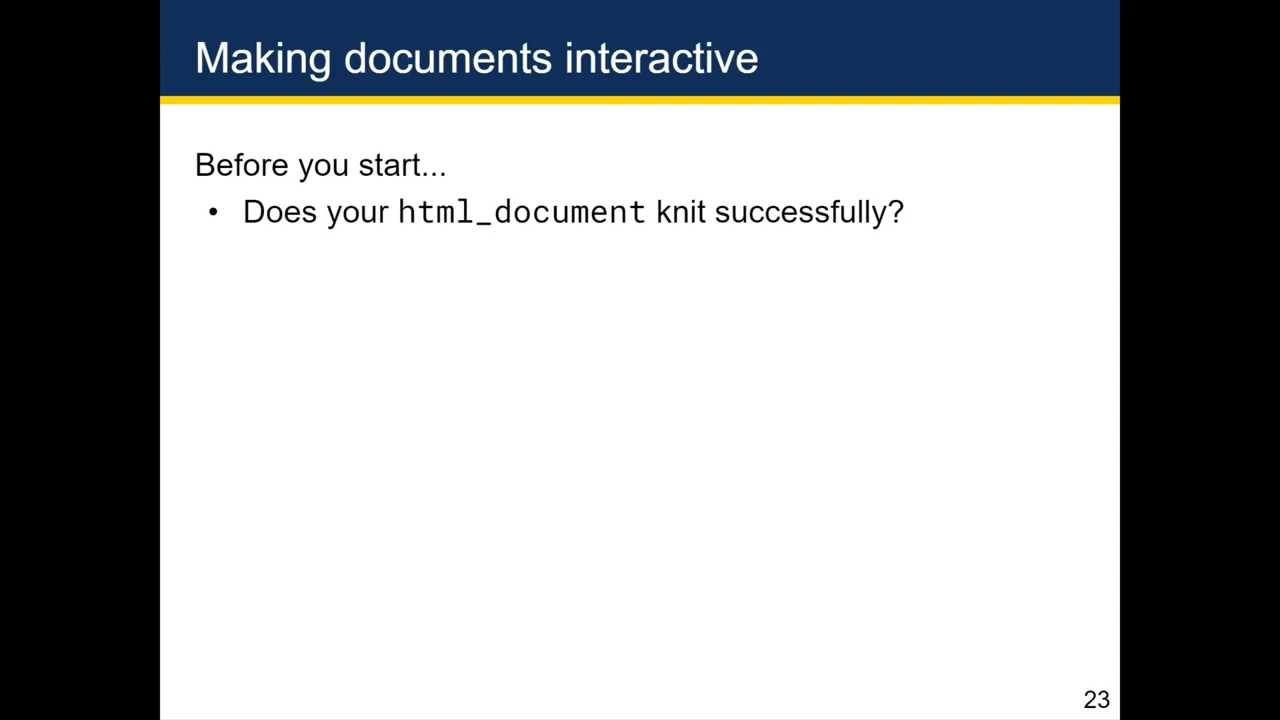 Making documents interactive
Before you start...
• Does your html_document knit successfully?
23